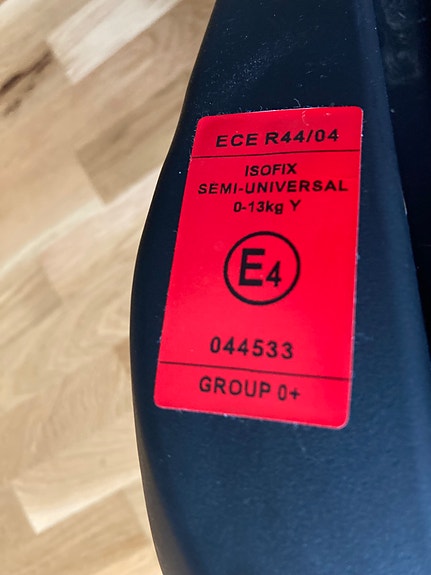 ECE R44/04
ISOFIX
SEMI-UNIVERSAL
0-13kg Y
E4
044533
GROUP 0+